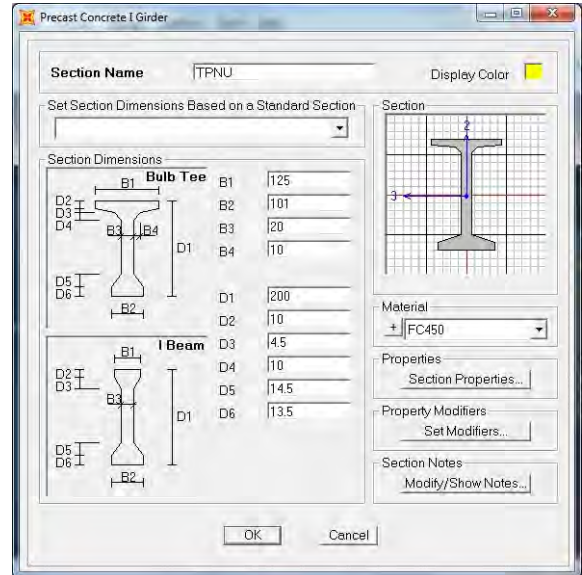 Precast Concrete I Girder
Section Name TPNU Display Color
Set Section Dimensions Based on a Standard Section
Section
2
3
Section Dimensions
Bulb Tee
B1
D2
D3
D4
B3 B4
D1
D5
D6
B2
I Beam
B1
D2
D3
B3
D1
D5
D6
B2
B1 125
B2 101
B3 20
B4 10
D1 200
D2 10
D3 4.5
D4 10
D5 14.5
D6 13.5
Material
+ FC450
Properties
Section Properties...
Property Modifiers
Set Modifiers...
Section Notes
Modify/Show Notes...
OK Cancel